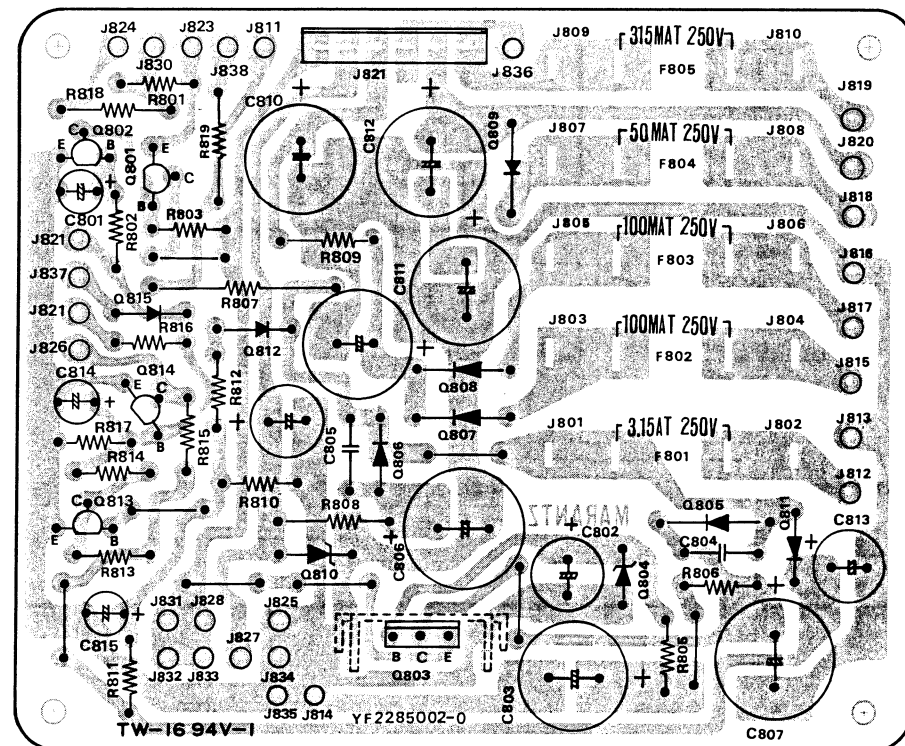 J824 J823 J811
J809 315MAT 250V J810
J830
J838
J821
J836
F805
R818
R801
C810
J819
C Q802
E B
Q801
E
C
B
R819
C812
Q809
J807 50MAT 250V J808
J820
F804
+
C801
R802
R803
J818
J821
R809
J805 100MAT 250V J806
F803
J816
J837
C811
Q815
R807
J821
R816
J817
J803 100MAT 250V J804
F802
J826
Q812
Q808
J815
C814
Q814
E C
B
R812
R817
R815
C805
Q806
Q807
J801 3.15AT 250V J802
F801
J813
R814
J812
C Q813
E B
R810
R808
MARANTZ
Q805
Q811
C813
C806
C802
C804
R813
Q810
Q804
R806
J831 J828 J825
C815
J827
R805
B C E
Q803
R811
J832 J833 J834
C803
J835 J814
YF2285002-0
TW-16 94V-1
C807